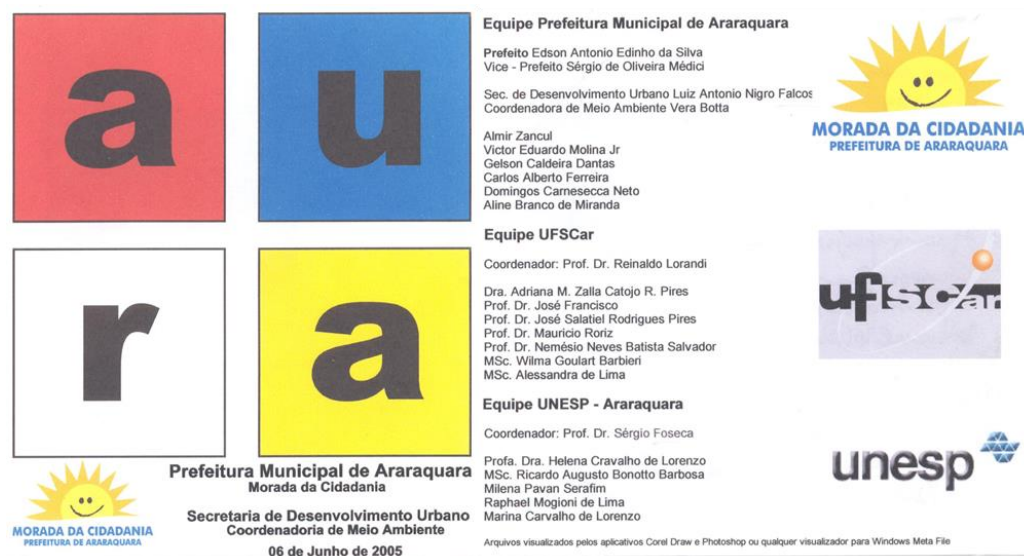 a u
r a
MORADA DA CIDADANIA
PREFEITURA DE ARARAQUARA
Prefeitura Municipal de Araraquara
Morada da Cidadania
Secretaria de Desenvolvimento Urbano
Coordenadoria de Meio Ambiente
06 de Junho de 2005
Equipe Prefeitura Municipal de Araraquara
Prefeito Edson Antonio Edinho da Silva
Vice - Prefeito Sérgio de Oliveira Médici
Sec. de Desenvolvimento Urbano Luiz Antonio Nigro Falcos
Coordenadora de Meio Ambiente Vera Botta
Almir Zancul
Victor Eduardo Molina Jr
Gelson Caldeira Dantas
Carlos Alberto Ferreira
Domingos Carnesecca Neto
Aline Branco de Miranda
Equipe UFSCar
Coordenador: Prof. Dr. Reinaldo Lorandi
Dra. Adriana M. Zalla Catojo R. Pires
Prof. Dr. José Francisco
Prof. Dr. José Salatiel Rodrigues Pires
Prof. Dr. Mauricio Roriz
Prof. Dr. Nemésio Neves Batista Salvador
MSc. Wilma Goulart Barbieri
MSc. Alessandra de Lima
Equipe UNESP - Araraquara
Coordenador: Prof. Dr. Sérgio Foseca
Profa. Dra. Helena Cravalho de Lorenzo
MSc. Ricardo Augusto Bonotto Barbosa
Milena Pavan Serafim
Raphael Mogioni de Lima
Marina Carvalho de Lorenzo
Arquivos visualizados pelos aplicativos Corel Draw e Photoshop ou qualquer visualizador para Windows Meta File
MORADA DA CIDADANIA
PREFEITURA DE ARARAQUARA
ufscar
unesp